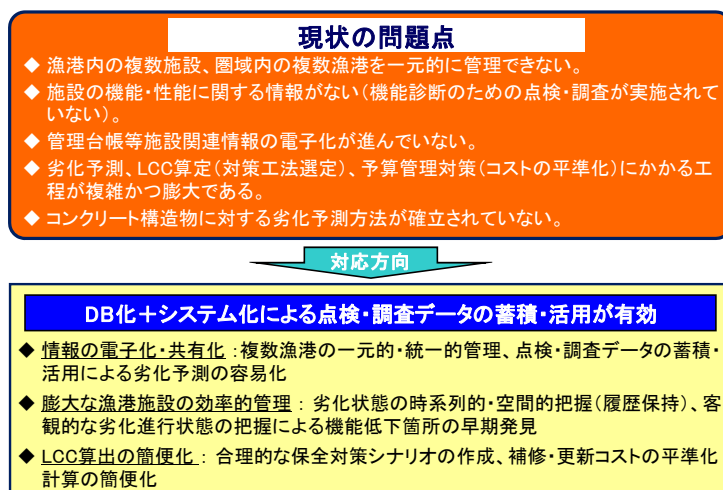 現状の問題点
◆ 漁港内の複数施設、圏域内の複数漁港を一元的に管理できない。
◆ 施設の機能・性能に関する情報がない(機能診断のための点検・調査が実施されて
いない)。
◆ 管理台帳等施設関連情報の電子化が進んでいない。
◆ 劣化予測、LCC算定(対策工法選定)、予算管理対策(コストの平準化)にかかる工
程が複雑かつ膨大である。
◆ コンクリート構造物に対する劣化予測方法が確立されていない。
対応方向
DB化＋システム化による点検・調査データの蓄積・活用が有効
◆ 情報の電子化・共有化：複数漁港の一元的・統一的管理、点検・調査データの蓄積・
活用による劣化予測の容易化
◆ 膨大な漁港施設の効率的管理： 劣化状態の時系列的・空間的把握(履歴保持)、客
観的な劣化進行状態の把握による機能低下箇所の早期発見
◆ LCC算出の簡便化： 合理的な保全対策シナリオの作成、補修・更新コストの平準化
計算の簡便化